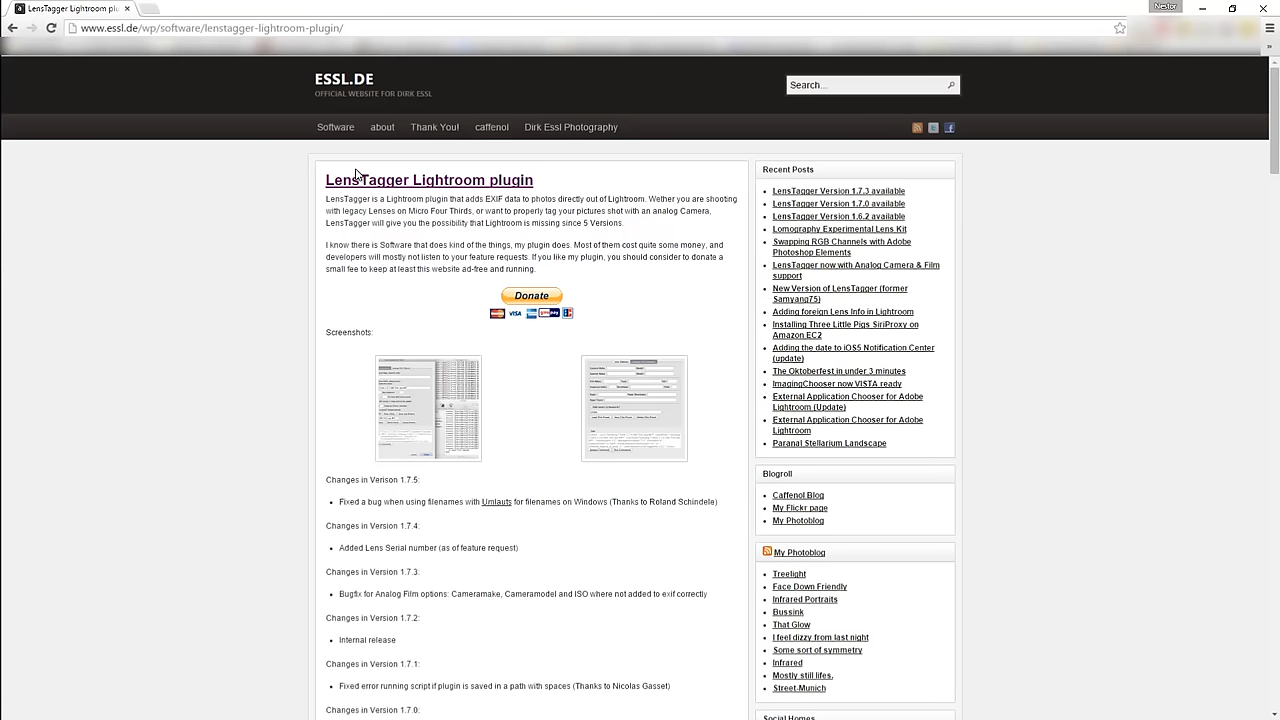 LensTagger Lightroom plu
Nestor
www.essl.de/wp/software/lenstagger-lightroom-plugin/
ESSL.DE
OFFICIAL WEBSITE FOR DIRK ESSL
Search...
Software about Thank You! caffenol Dirk Essl Photography
LensTagger Lightroom plugin
LensTagger is a Lightroom plugin that adds EXIF data to photos directly out of Lightroom. Wether you are shooting
with legacy Lenses on Micro Four Thirds, or want to properly tag your pictures shot with an analog Camera,
LensTagger will give you the possibility that Lightroom is missing since 5 Versions.
I know there is Software that does kind of the things, my plugin does. Most of them cost quite some money, and
developers will mostly not listen to your feature requests. If you like my plugin, you should consider to donate a
small fee to keep at least this website ad-free and running.
Donate
VISA
Screenshots:
Changes in Verison 1.7.5:
Fixed a bug when using filenames with Umlauts for filenames on Windows (Thanks to Roland Schindele)
Changes in Version 1.7.4:
Added Lens Serial number (as of feature request)
Changes in Version 1.7.3:
Bugfix for Analog Film options: Cameramake, Cameramodel and ISO where not added to exif correctly
Changes in Version 1.7.2:
Internal release
Changes in Version 1.7.1:
Fixed error running script if plugin is saved in a path with spaces (Thanks to Nicolas Gasset)
Changes in Version 1.7.0:
Recent Posts
LensTagger Version 1.7.3 available
LensTagger Version 1.7.0 available
LensTagger Version 1.6.2 available
Lomography Experimental Lens Kit
Swapping RGB Channels with Adobe
Photoshop Elements
LensTagger now with Analog Camera & Film
support
New Version of LensTagger (former
Samyang75)
Adding foreign Lens Info in Lightroom
Installing Three Little Pigs SiriProxy on
Amazon EC2
Adding the date to iOS5 Notification Center
(update)
The Oktoberfest in under 3 minutes
ImagingChooser now VISTA ready
External Application Chooser for Adobe
Lightroom (Update)
External Application Chooser for Adobe
Lightroom
Paranal Stellarium Landscape
Blogroll
Caffenol Blog
My Flickr page
My Photoblog
My Photoblog
Treelight
Face Down Friendly
Infrared Portraits
Bussink
That Glow
I feel dizzy from last night
Some sort of symmetry
Infrared
Mostly still lifes.
Street-Munich
Social Homes